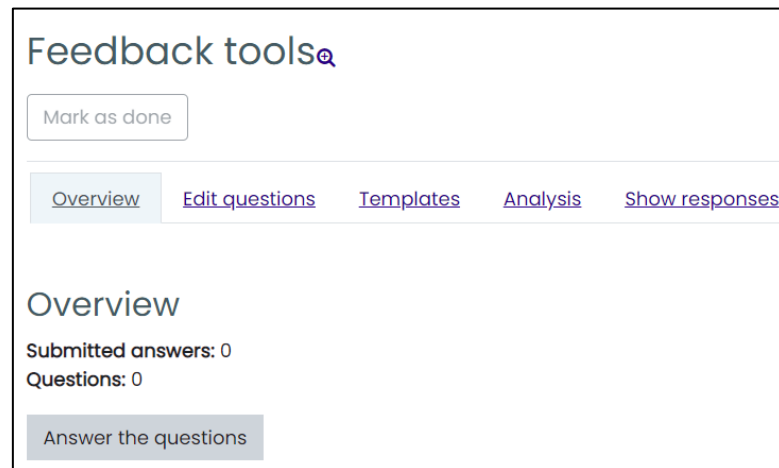 Feedback tools
Mark as done
Overview Edit questions Templates Analysis Show responses
Overview
Submitted answers: 0
Questions: 0
Answer the questions